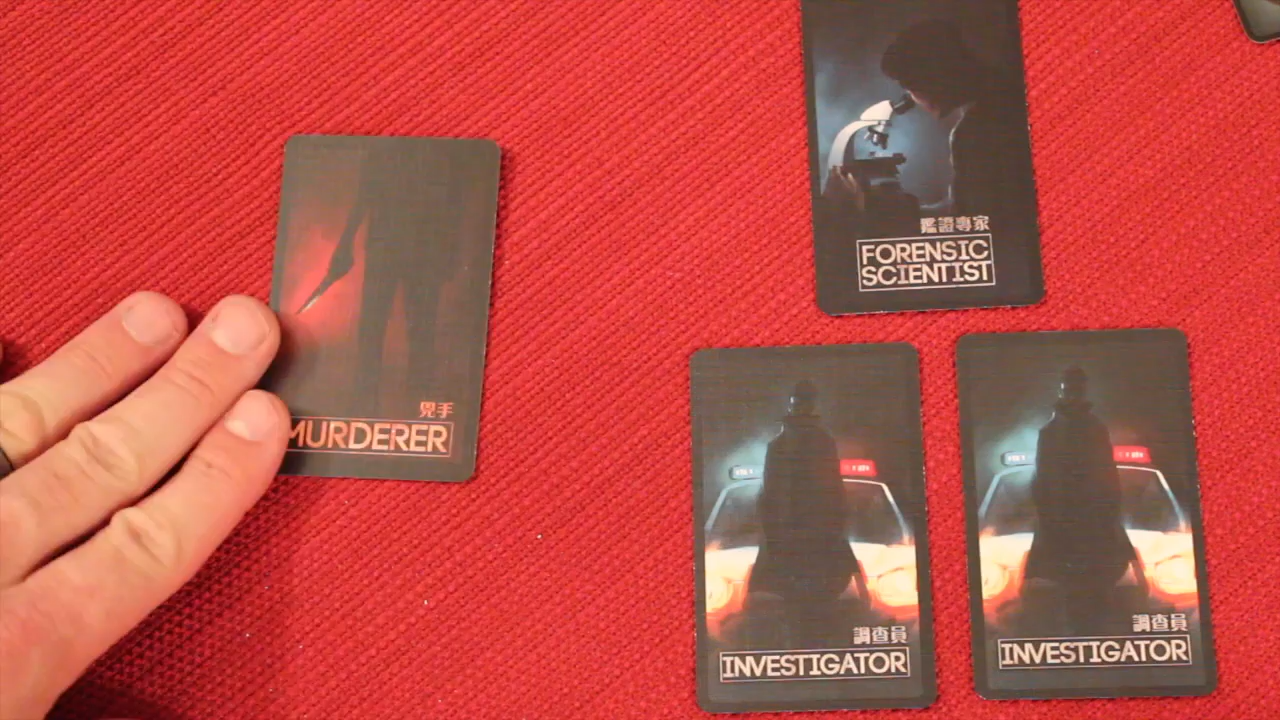 兇手
MURDERER
鑑證專家
FORENSIC
SCIENTIST
調查員
INVESTIGATOR
調查員
INVESTIGATOR